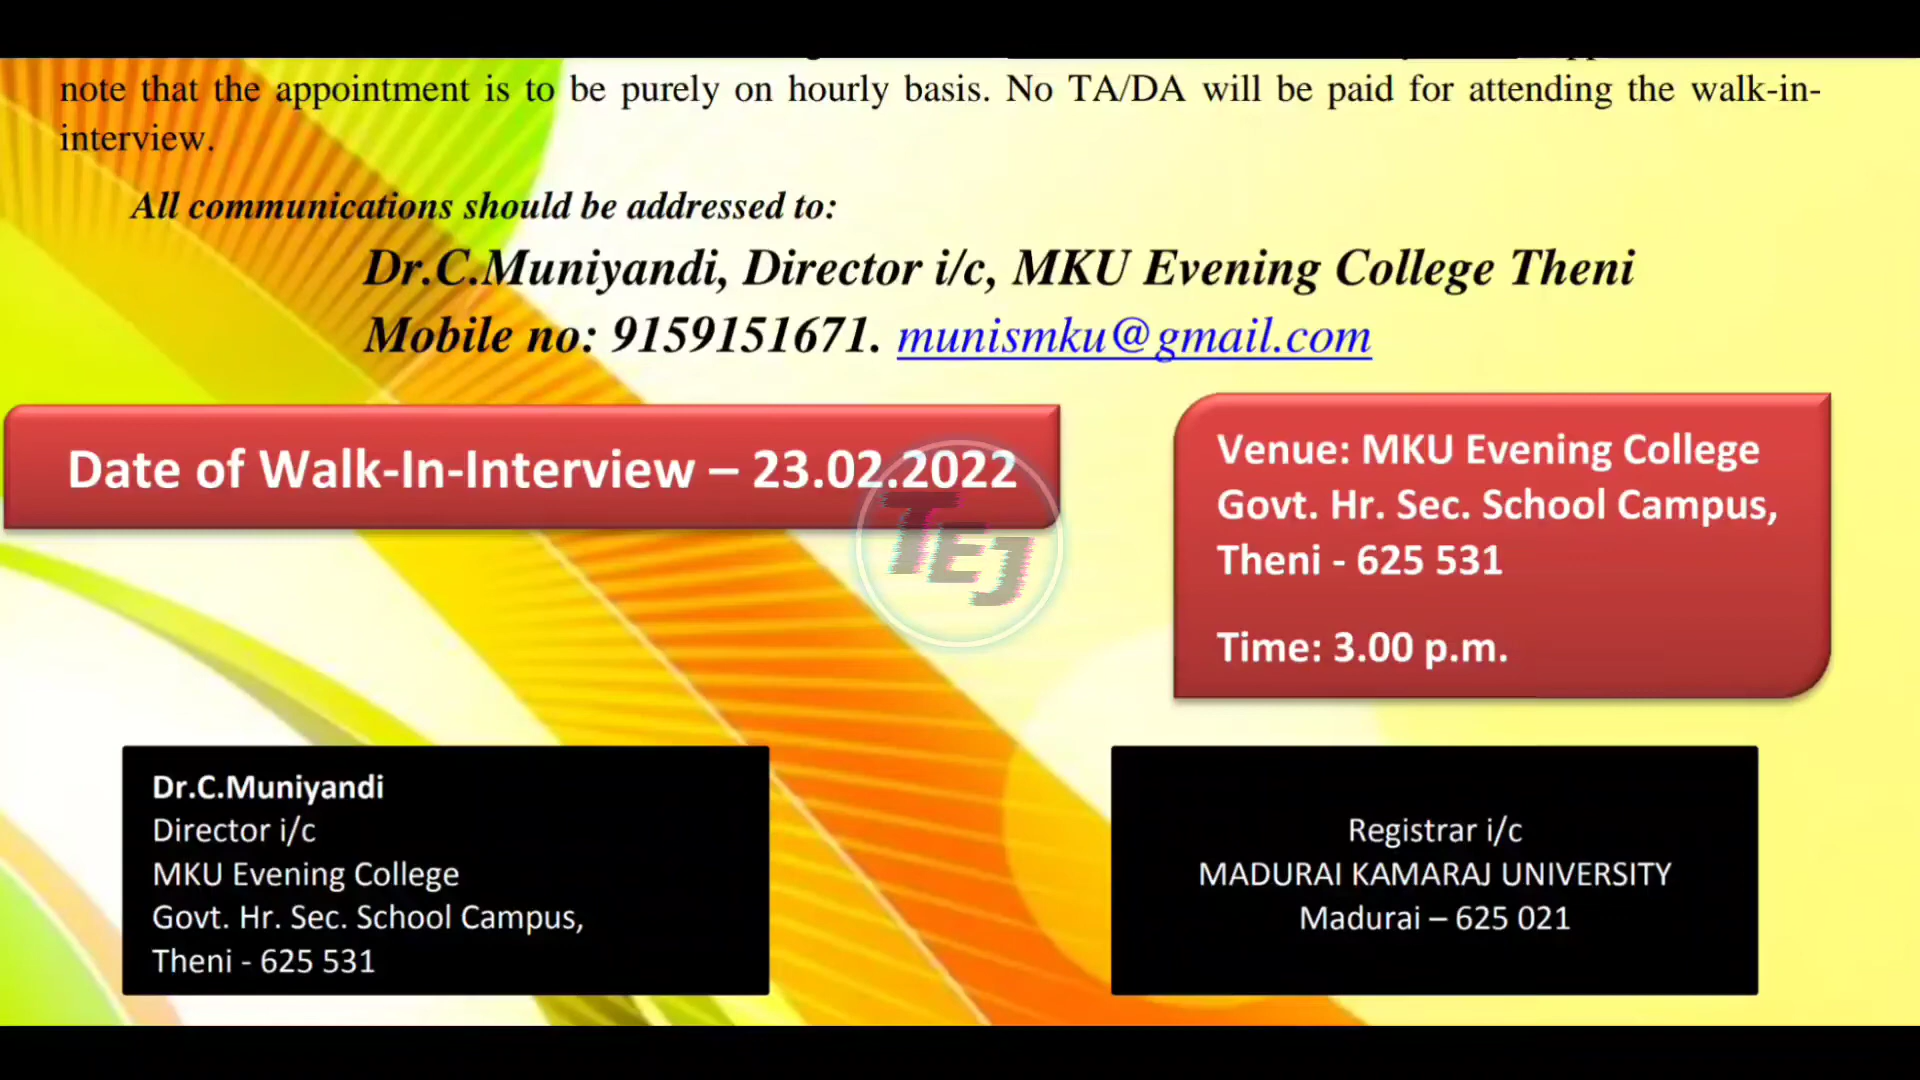 note that the appointment is to be purely on hourly basis. No TA/DA will be paid for attending the walk-in-
interview.
All communications should be addressed to:
Dr.C.Muniyandi, Director i/c, MKU Evening College Theni
Mobile no: 9159151671. munismku@gmail.com
Date of Walk-In-Interview – 23.02.2022
Venue: MKU Evening College
Govt. Hr. Sec. School Campus,
Theni - 625 531
Time: 3.00 p.m.
TEJ
Dr.C.Muniyandi
Director i/c
MKU Evening College
Govt. Hr. Sec. School Campus,
Theni - 625 531
Registrar i/c
MADURAI KAMARAJ UNIVERSITY
Madurai – 625 021